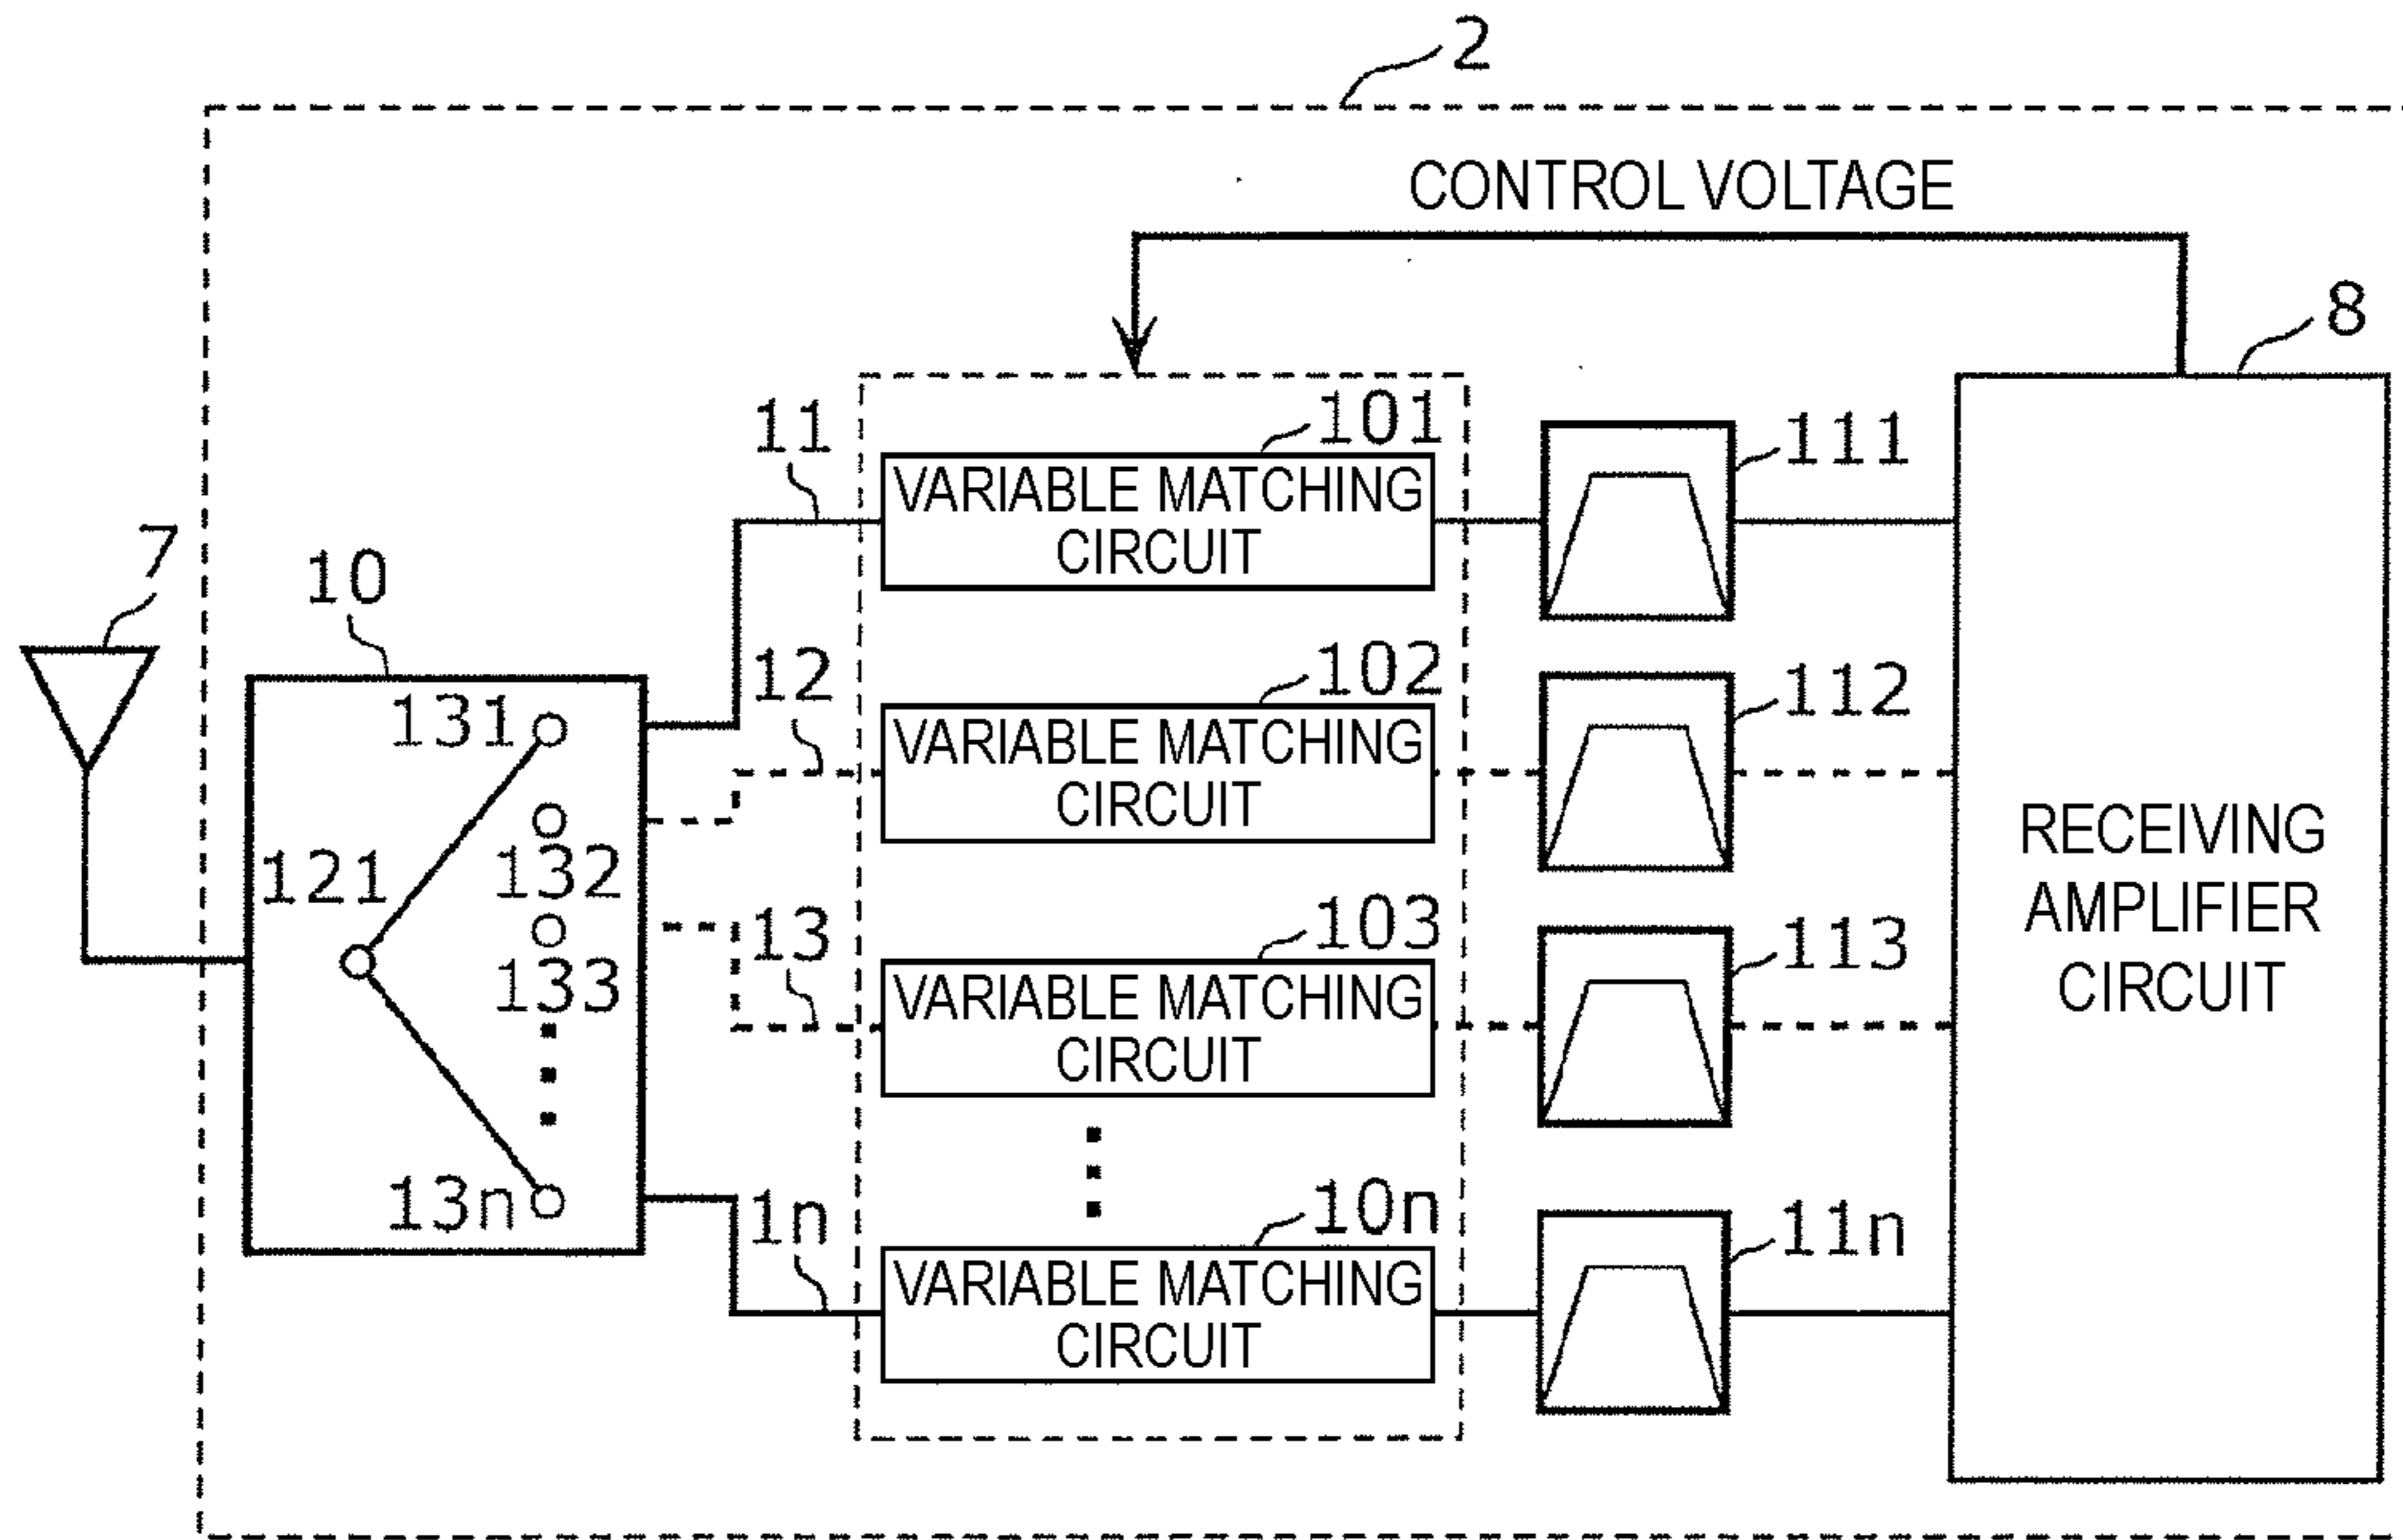 2
CONTROL VOLTAGE
8
11
101
VARIABLE MATCHING
CIRCUIT
111
7
10
12
102
VARIABLE MATCHING
CIRCUIT
112
131
132
121
133
13n
13
103
VARIABLE MATCHING
CIRCUIT
113
RECEIVING
AMPLIFIER
CIRCUIT
1n
10n
VARIABLE MATCHING
CIRCUIT
11n